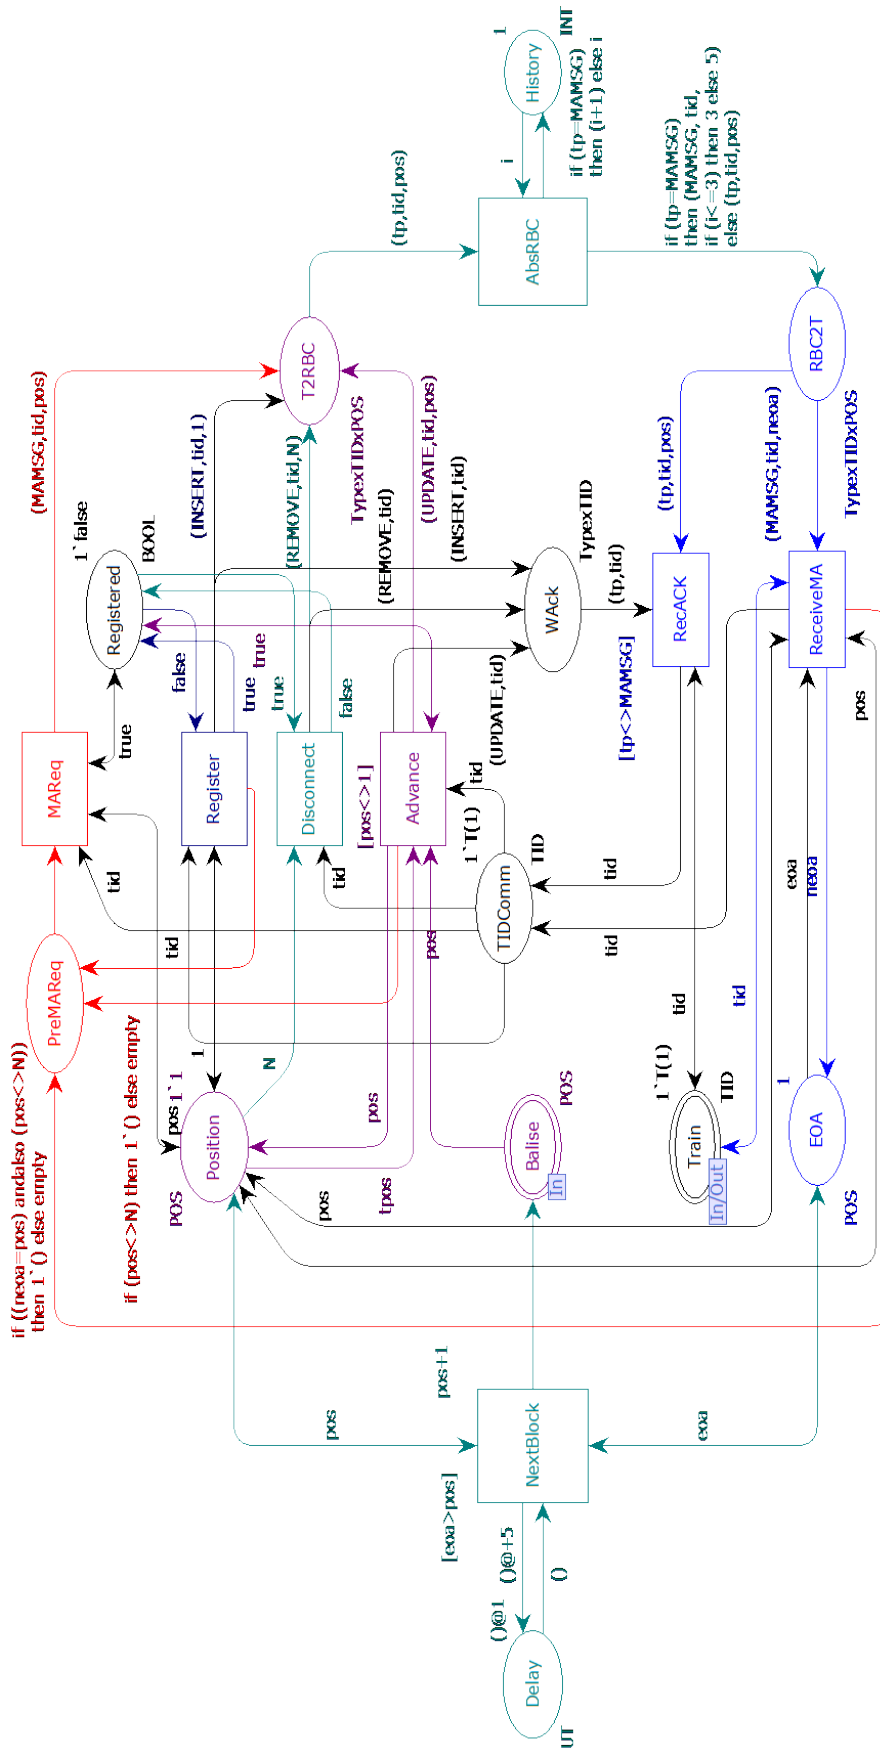 if ((neoa=pos) andalso (pos<>N))
then 1`() else empty
PreMAReq
tid
MAReq
(MAMSG,tid,pos)
true
1`false
Registered
BOOL
if (pos<>N) then 1`() else empty
pos
1`1
Position
POS
1
tid
Register
false
true
(INSERT,tid,1)
N
tid
Disconnect
true
false
(REMOVE,tid,N)
true
[pos<>1]
Advance
pos
tpos
pos
tid
(UPDATE,tid)
(REMOVE,tid)
(INSERT,tid)
(UPDATE,tid,pos)
T2RBC
TypexTIDxPOS
(tp,tid,pos)
1`T(1)
TIDComm
TID
WAck
TypexTID
(tp,tid)
pos
pos
pos+1
Balise
In
POS
[eoa>pos]
NextBlock
()@1
()@+5
()
Delay
UT
eoa
AbsRBC
i
1
History
INT
if (tp=MAMSG)
then (i+1) else i
if (tp=MAMSG)
then (MAMSG, tid,
if (i<=3) then 3 else 5)
else (tp,tid,pos)
[tp<>MAMSG]
RecACK
(tp,tid,pos)
tid
tid
tid
tid
1`T(1)
Train
In/Out
TID
RBC2T
TypexTIDxPOS
(MAMSG,tid,neoa)
ReceiveMA
pos
eoa
neoa
1
EOA
POS